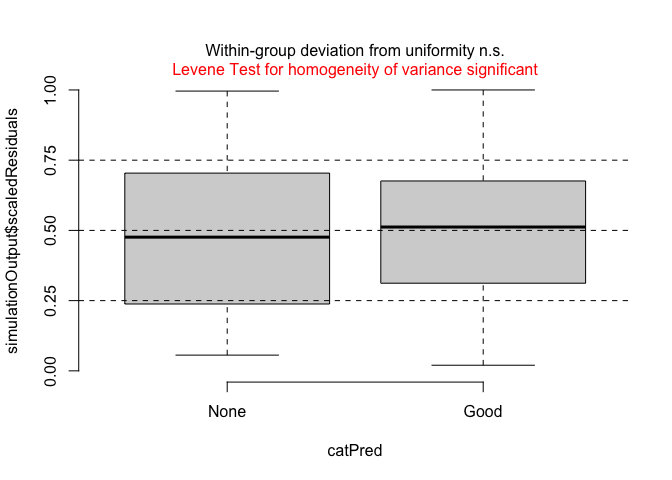 Within-group deviation from uniformity n.s.
Levene Test for homogeneity of variance significant
simulationOutput$scaledResiduals
1.00
0.75
0.50
0.25
0.00
None
Good
catPred